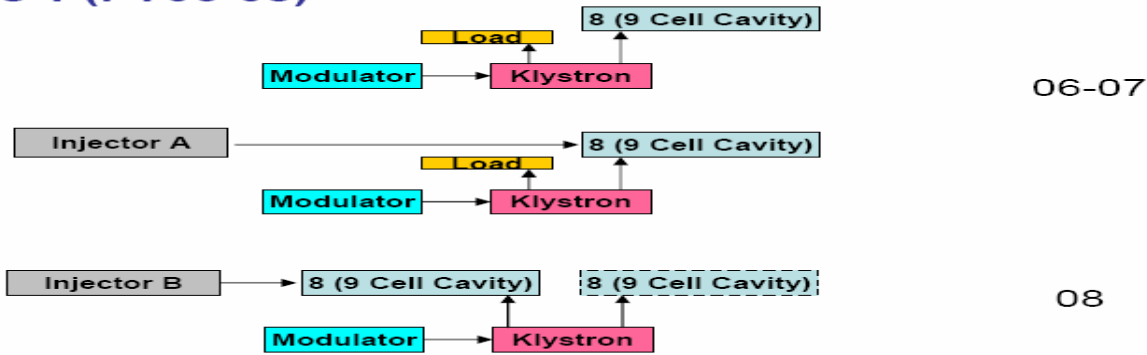 8 (9 Cell Cavity)
Load
Modulator
Klystron
06-07
Injector A
8 (9 Cell Cavity)
Load
Modulator
Klystron
Injector B
8 (9 Cell Cavity)
8 (9 Cell Cavity)
08
Modulator
Klystron